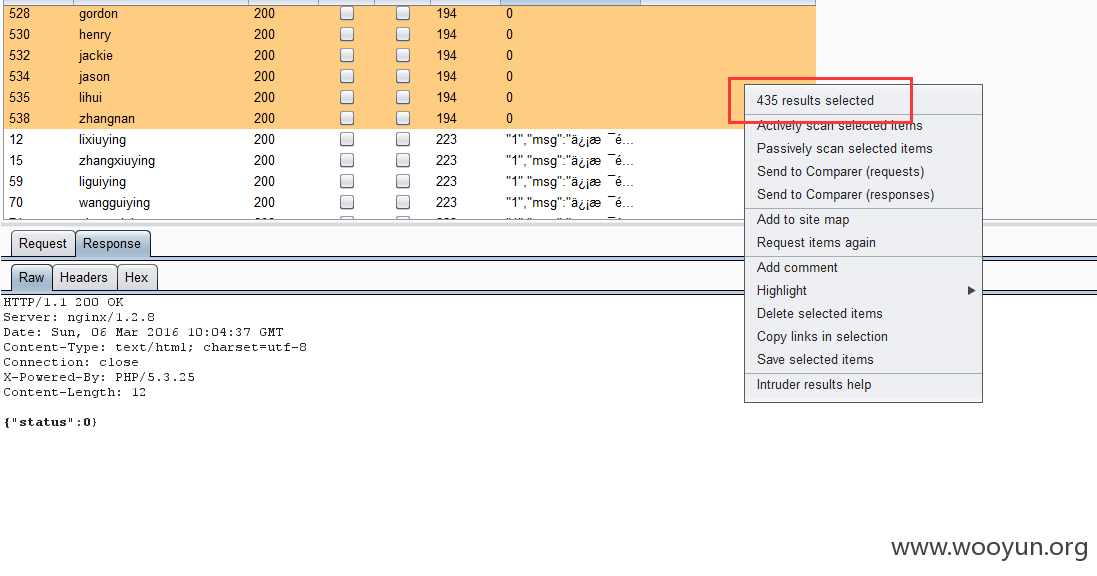 528 gordon 200 194 0
530 henry 200 194 0
532 jackie 200 194 0
534 jason 200 194 0
535 lihui 200 194 0
538 zhangnan 200 194 0
12 lixiuying 200 223 "1","msg":"ä¿¡æ ¯é…
15 zhangxiuying 200 223 "1","msg":"ä¿¡æ ¯é…
59 liguiying 200 223 "1","msg":"ä¿¡æ ¯é…
70 wangguiying 200 223 "1","msg":"ä¿¡æ ¯é…
435 results selected
Actively scan selected items
Passively scan selected items
Send to Comparer (requests)
Send to Comparer (responses)
Add to site map
Request items again
Add comment
Highlight
Delete selected items
Copy links in selection
Save selected items
Intruder results help
Request Response
Raw Headers Hex
HTTP/1.1 200 OK
Server: nginx/1.2.8
Date: Sun, 06 Mar 2016 10:04:37 GMT
Content-Type: text/html; charset=utf-8
Connection: close
X-Powered-By: PHP/5.3.25
Content-Length: 12
{"status":0}
www.wooyun.org